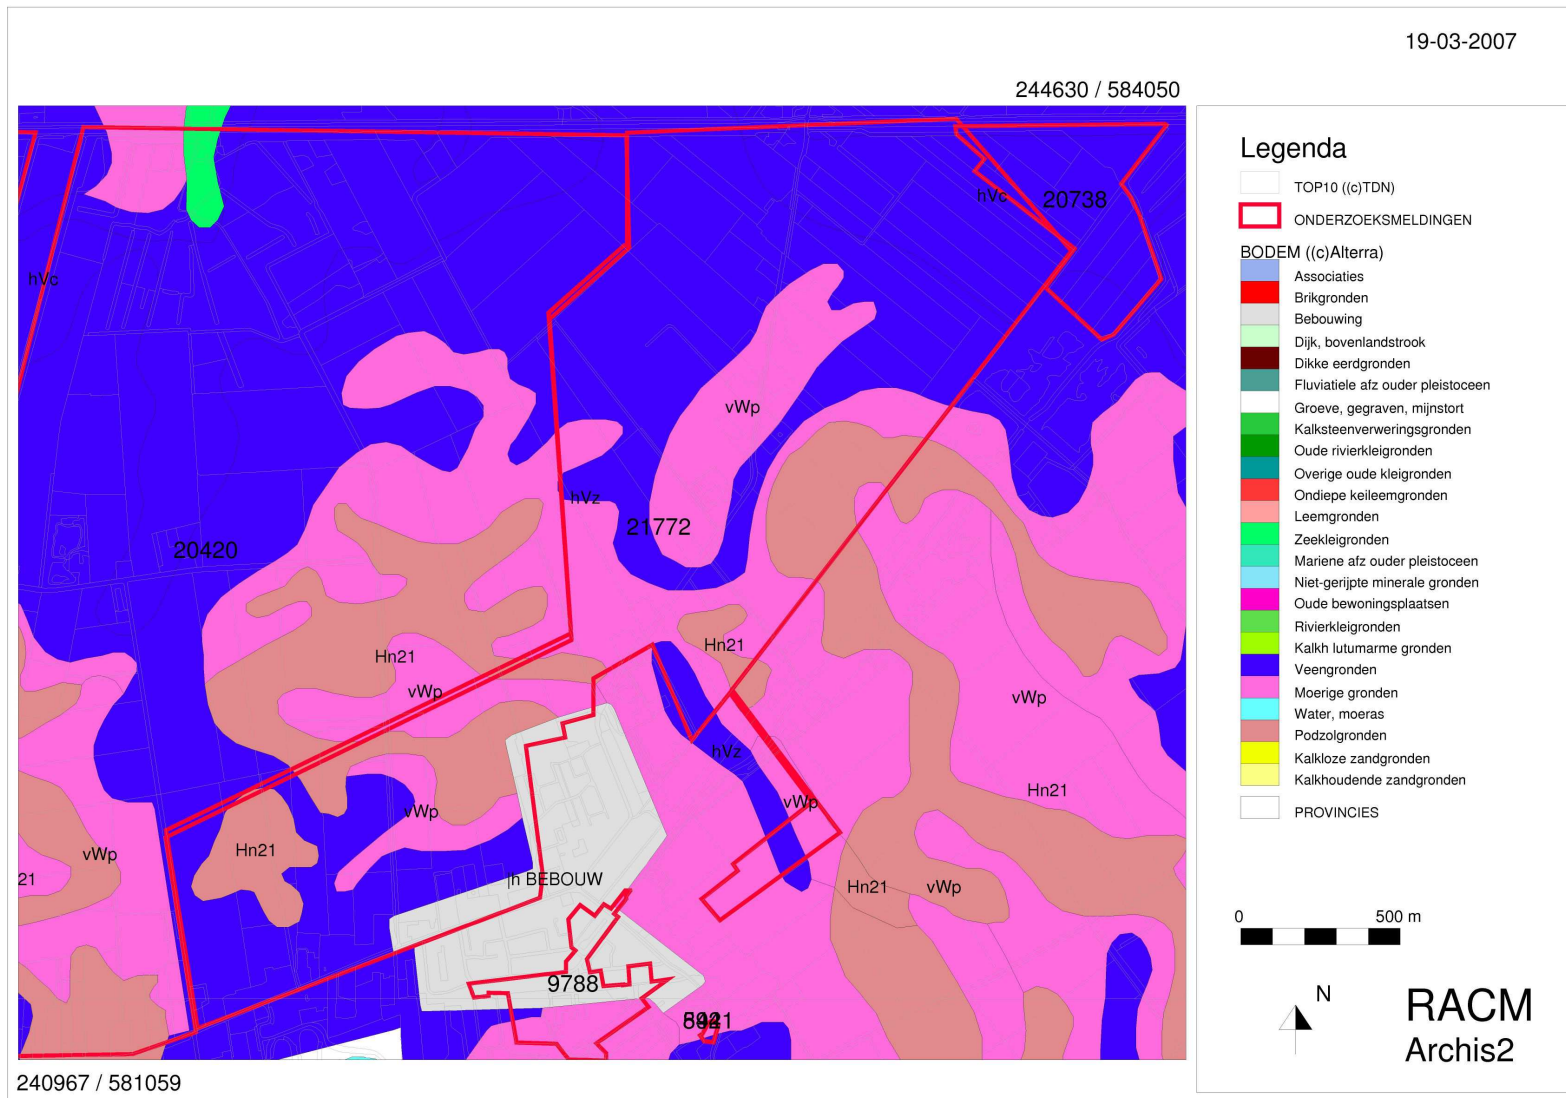 19-03-2007
244630 / 584050
hVc
20738
hVc
vWp
hVz
21772
20420
Hn21
Hn21
vWp
vWp
hVz
vWp
Hn21
vWp
vWp
Hn21
21
|h BEBOUW
Hn21
vWp
9788
240967 / 581059
Legenda
TOP10 ((c)TDN)
ONDERZOEKSMELDINGEN
BODEM ((c)Alterra)
Associaties
Brikgronden
Bebouwing
Dijk, bovenlandstrook
Dikke eerdgronden
Fluviatiele afz ouder pleistoceen
Groeve, gegraven, mijnstort
Kalksteenverweringsgronden
Oude rivierkleigronden
Overige oude kleigronden
Ondiepe keileemgronden
Leemgronden
Zeekleigronden
Mariene afz ouder pleistoceen
Niet-gerijpte minerale gronden
Oude bewoningsplaatsen
Rivierkleigronden
Kalkh lutumarme gronden
Veengronden
Moerige gronden
Water, moeras
Podzolgronden
Kalkloze zandgronden
Kalkhoudende zandgronden
PROVINCIES
0 500 m
N
RACM
Archis2